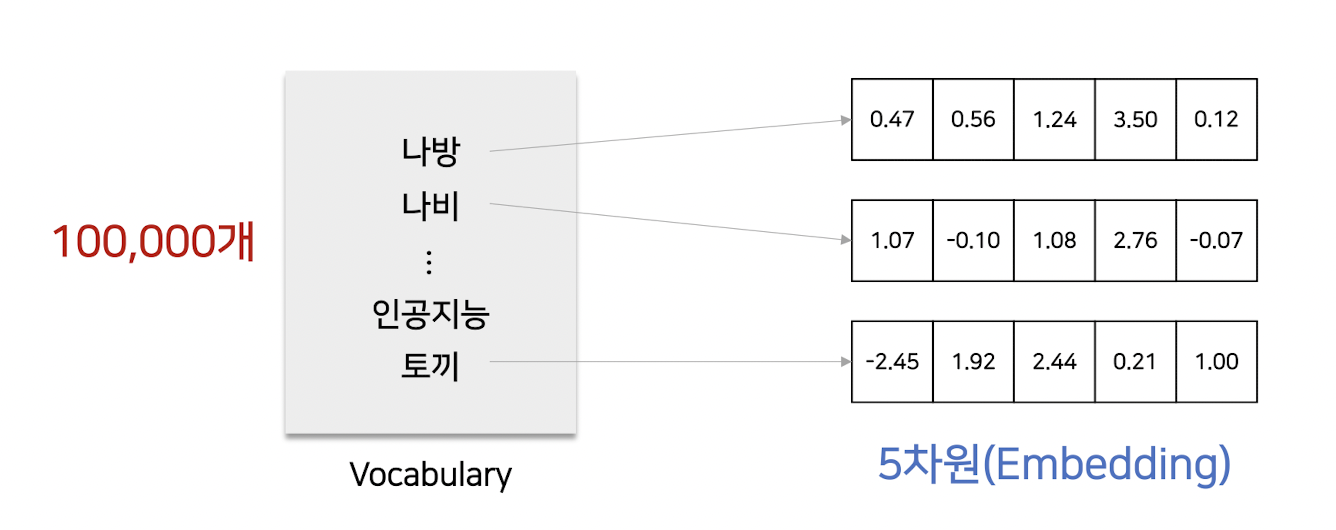 나방
0.47 0.56 1.24 3.50 0.12
나비
1.07 -0.10 1.08 2.76 -0.07
100,000개
⋮
인공지능
토끼
-2.45 1.92 2.44 0.21 1.00
Vocabulary
5차원(Embedding)